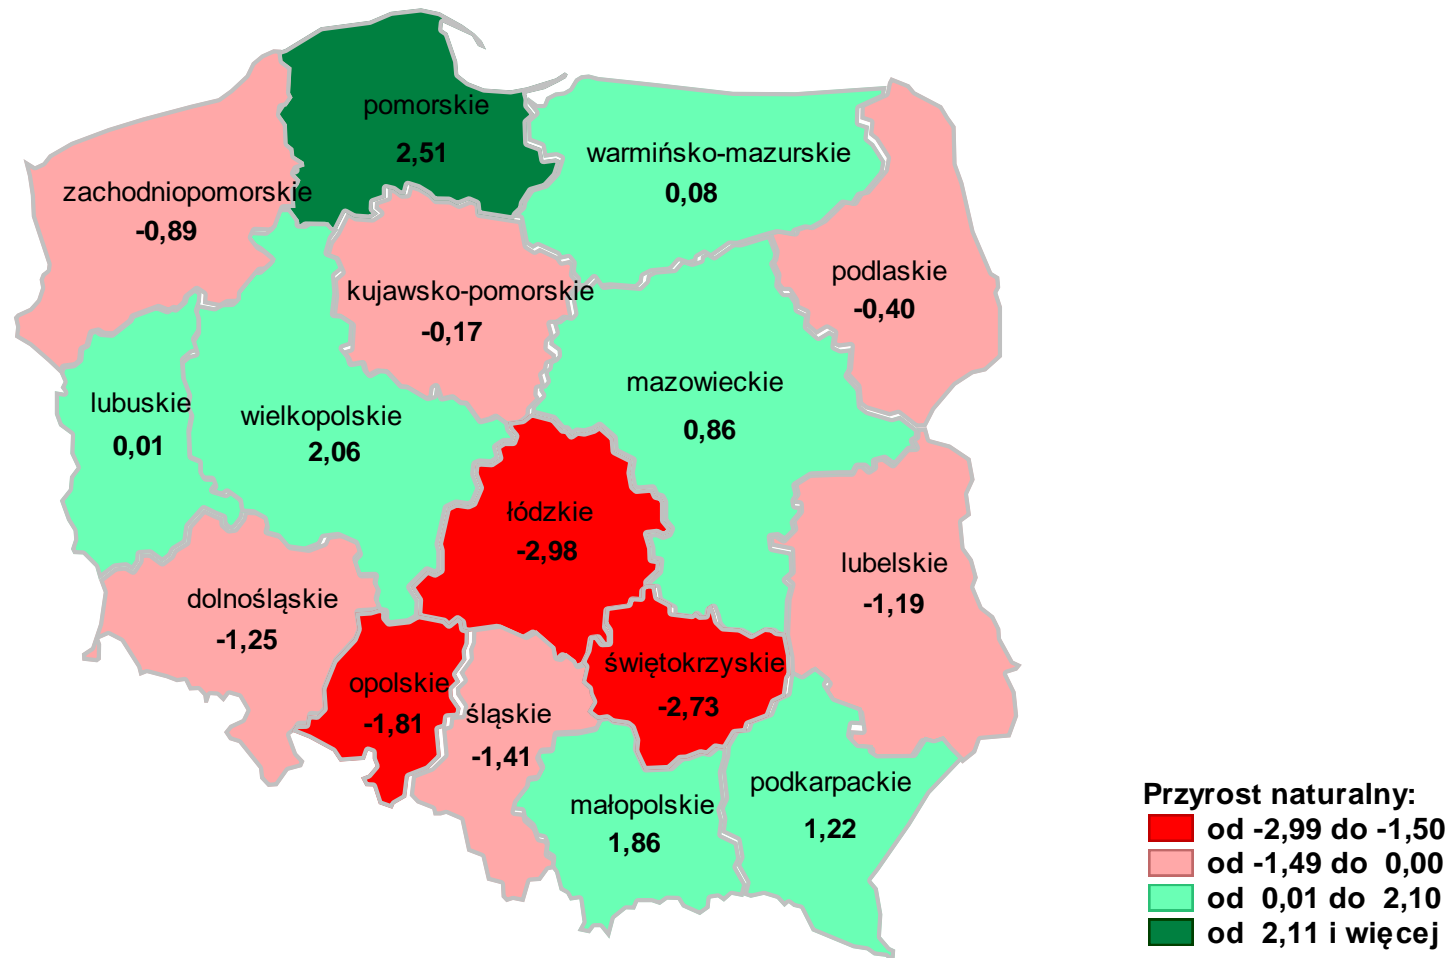 pomorskie
2,51
warmińsko-mazurskie
0,08
zachodniopomorskie
-0,89
podlaskie
-0,40
kujawsko-pomorskie
-0,17
mazowieckie
0,86
lubuskie
0,01
wielkopolskie
2,06
łódzkie
-2,98
lubelskie
-1,19
dolnośląskie
-1,25
świętokrzyskie
-2,73
opolskie
-1,81
śląskie
-1,41
podkarpackie
1,22
małopolskie
1,86
Przyrost naturalny:
od -2,99 do -1,50
od -1,49 do 0,00
od 0,01 do 2,10
od 2,11 i więcej